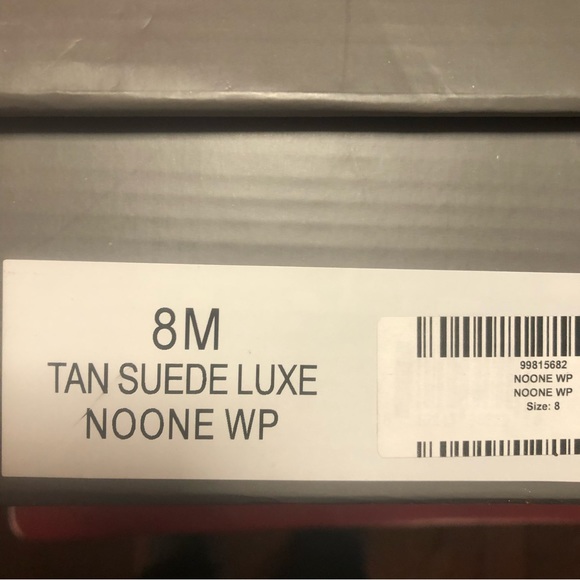 8M
TAN SUEDE LUXE
NOONE WP
99815682
NOONE WP
NOONE WP
Size: 8